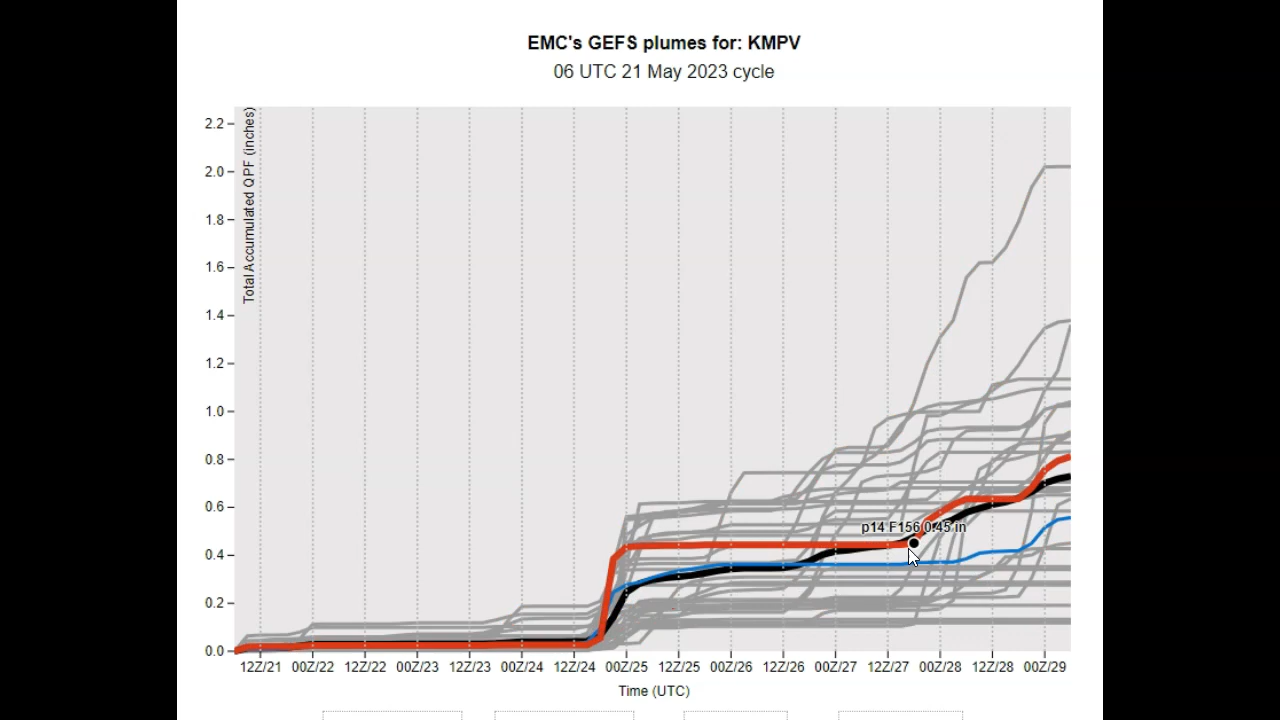 EMC's GEFS plumes for: KMPV
06 UTC 21 May 2023 cycle
Total Accumulated QPF (inches)
2.2
2.0
1.8
1.6
1.4
1.2
1.0
0.8
0.6
0.4
0.2
0.0
p14 F156 0.45 in
12Z/21 00Z/22 12Z/22 00Z/23 12Z/23 00Z/24 12Z/24 00Z/25 12Z/25 00Z/26 12Z/26 00Z/27 12Z/27 00Z/28 12Z/28 00Z/29
Time (UTC)